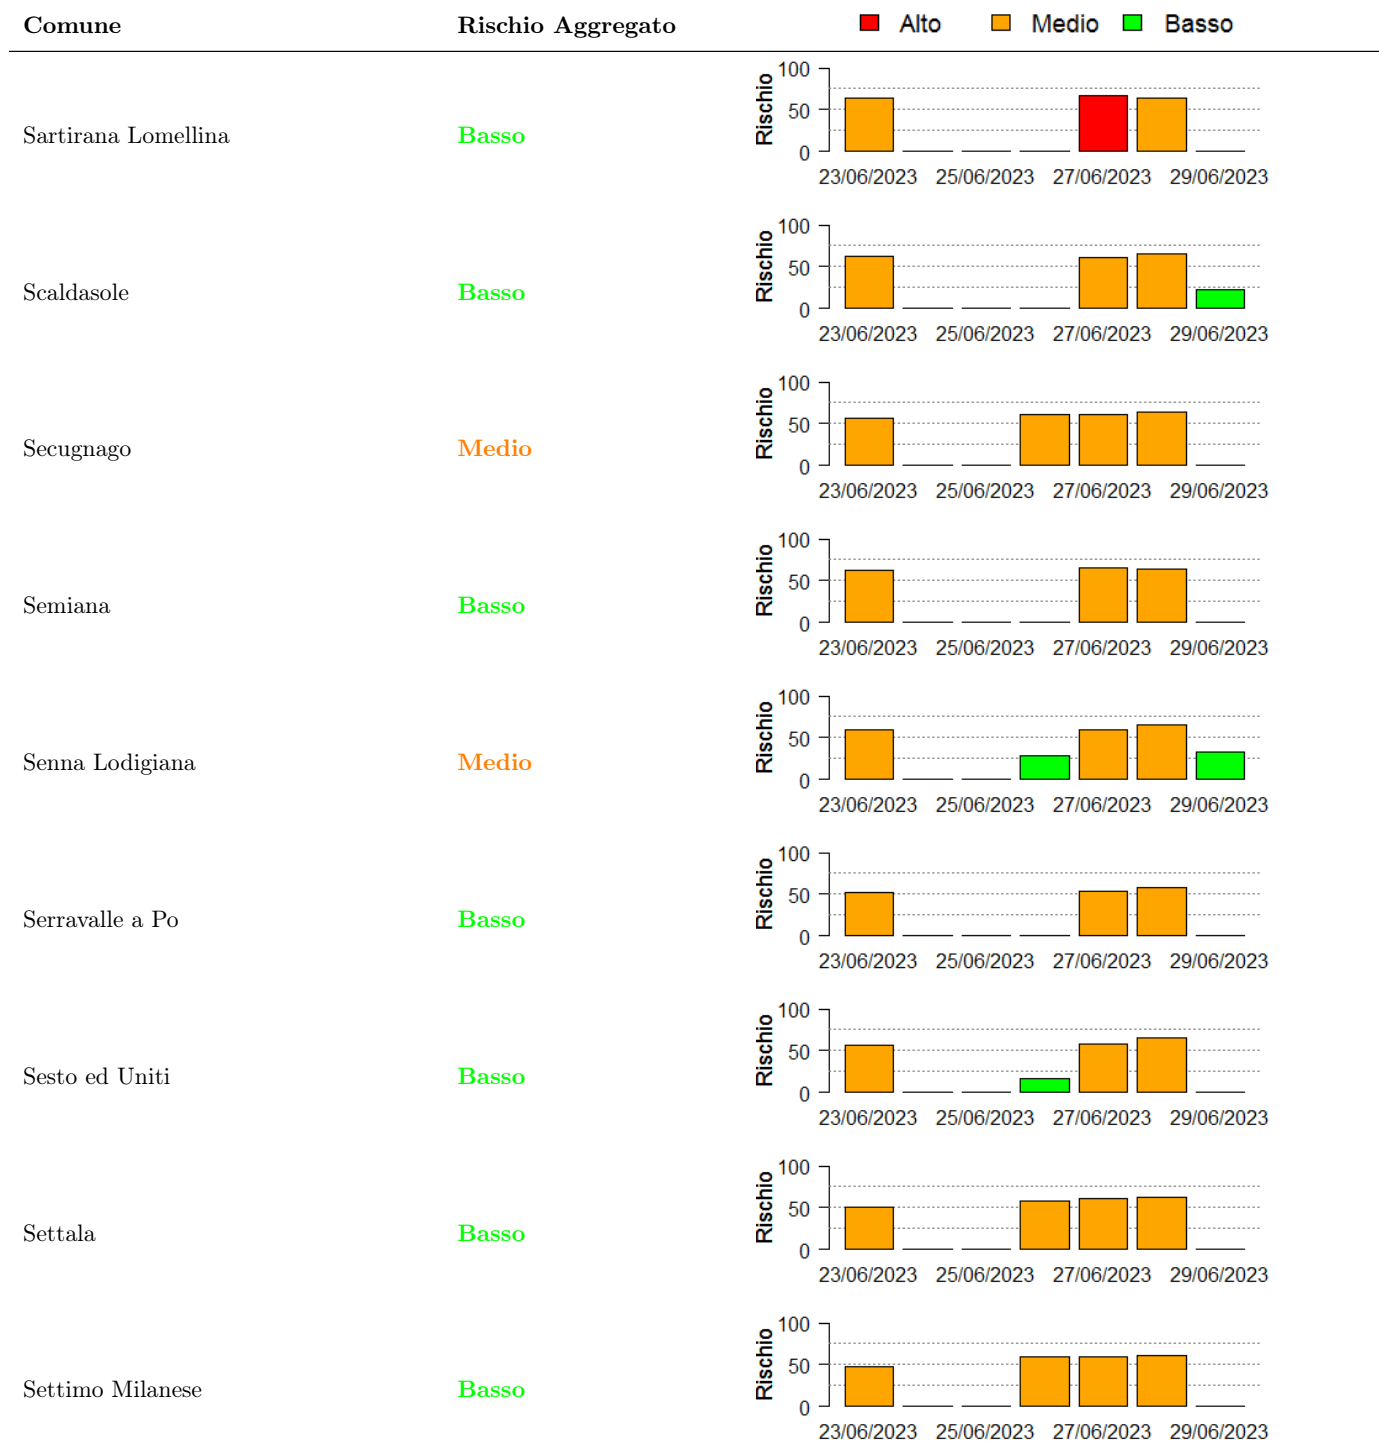 Comune Rischio Aggregato Alto Medio Basso
Sartirana Lomellina Basso Rischio 100 50 0
23/06/2023 25/06/2023 27/06/2023 29/06/2023
Scaldasole Basso Rischio 100 50 0
23/06/2023 25/06/2023 27/06/2023 29/06/2023
Secugnago Medio Rischio 100 50 0
23/06/2023 25/06/2023 27/06/2023 29/06/2023
Semiana Basso Rischio 100 50 0
23/06/2023 25/06/2023 27/06/2023 29/06/2023
Senna Lodigiana Medio Rischio 100 50 0
23/06/2023 25/06/2023 27/06/2023 29/06/2023
Serravalle a Po Basso Rischio 100 50 0
23/06/2023 25/06/2023 27/06/2023 29/06/2023
Sesto ed Uniti Basso Rischio 100 50 0
23/06/2023 25/06/2023 27/06/2023 29/06/2023
Settala Basso Rischio 100 50 0
23/06/2023 25/06/2023 27/06/2023 29/06/2023
Settimo Milanese Basso Rischio 100 50 0
23/06/2023 25/06/2023 27/06/2023 29/06/2023